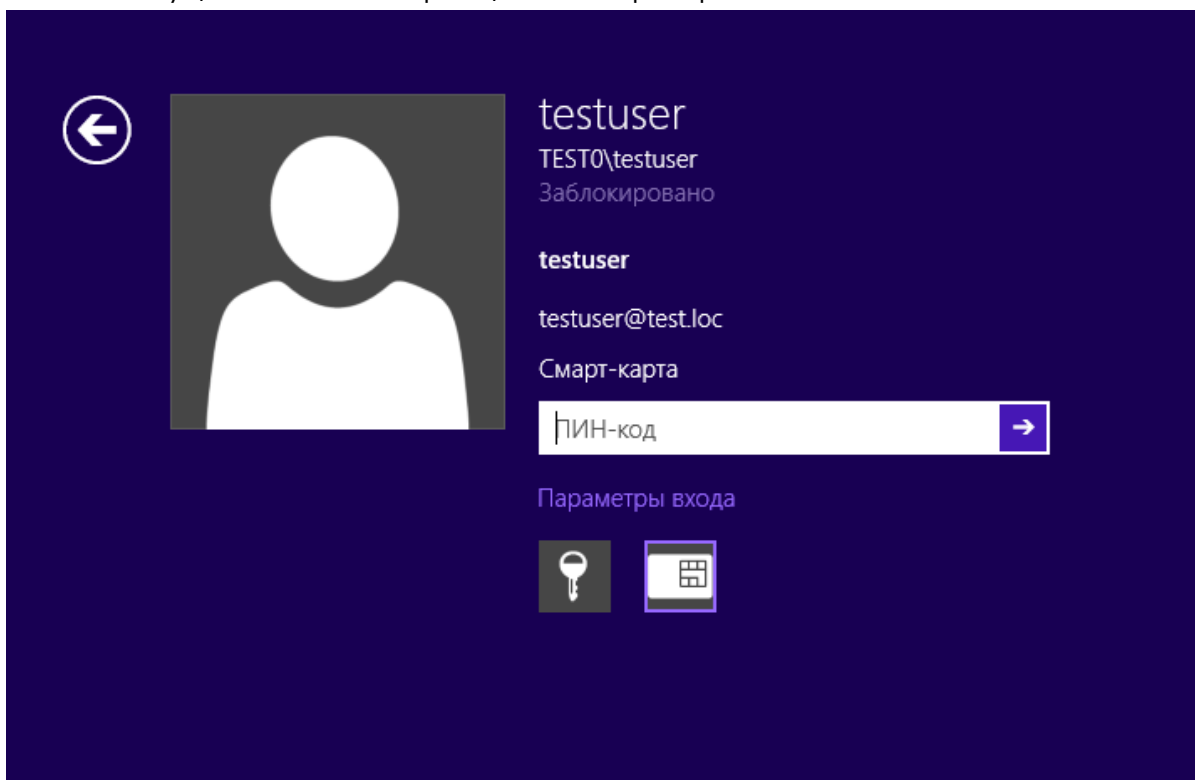 testuser
TEST0\testuser
Заблокировано
testuser
testuser@test.loc
Смарт-карта
ПИН-код
Параметры входа